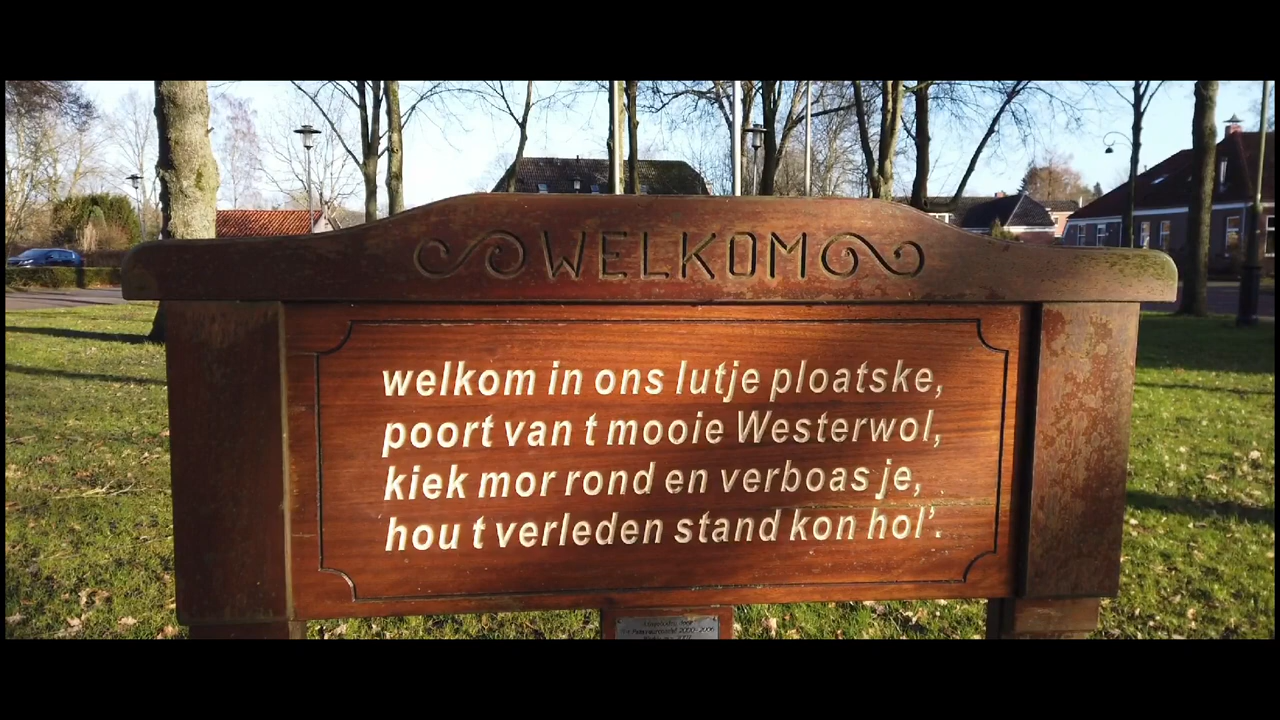 WELKOM
welkom in ons lutje ploatske,
poort van t mooie Westerwol,
kiek mor rond en verboas je,
hou t verleden stand kon hol'.